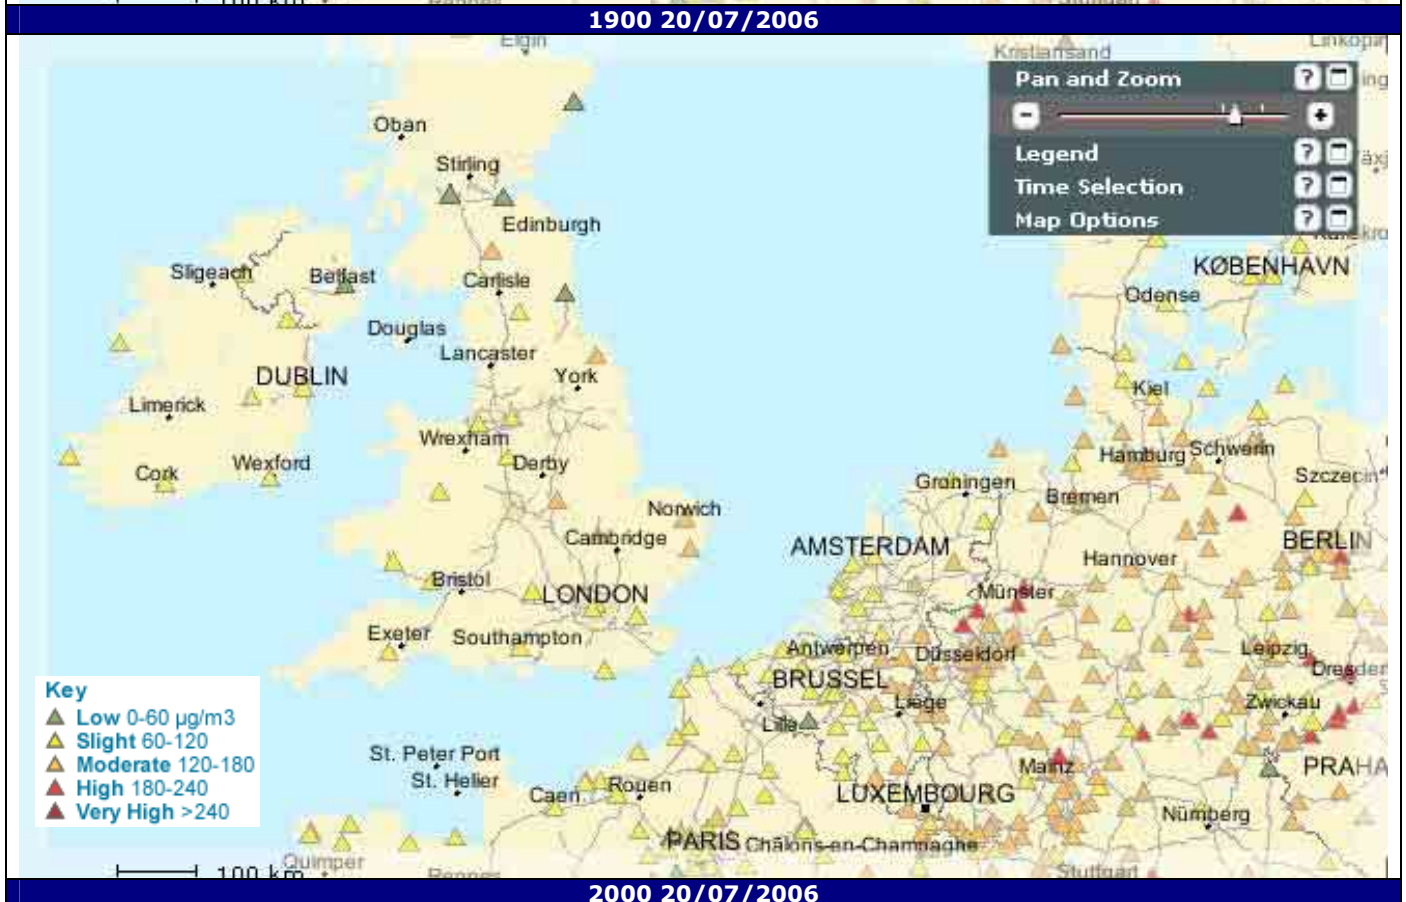 100 km
1900 20/07/2006
Elgin
Kristiansand
Linköpin
Pan and Zoom
?
ing
Oban
-
+
Stirling
Legend
?
Time Selection
?
Edinburgh
Map Options
?
Sligeach
Belfast
Carlisle
KØBENHAVN
Odense
Douglas
Lancaster
DUBLIN
York
Kiel
Limerick
Wrexham
Hamburg
Schwerin
Cork
Wexford
Derby
Groningen
Szczecin
Bremen
Norwich
Cambridge
AMSTERDAM
BERLIN
Hannover
Bristol
LONDON
Münster
Exeter
Southampton
Antwerpen
Düsseldorf
Leipzig
Dresden
BRUSSEL
Key
Liège
Zwickau
Low 0-60 µg/m3
Lille
Slight 60-120
St. Peter Port
Moderate 120-180
Mainz
PRAHA
St. Helier
High 180-240
Caen
Rouen
LUXEMBOURG
Very High >240
Nürnberg
PARIS
Châlons-en-Champagne
Quimper
100 km
Rennes
Stuttgart
2000 20/07/2006